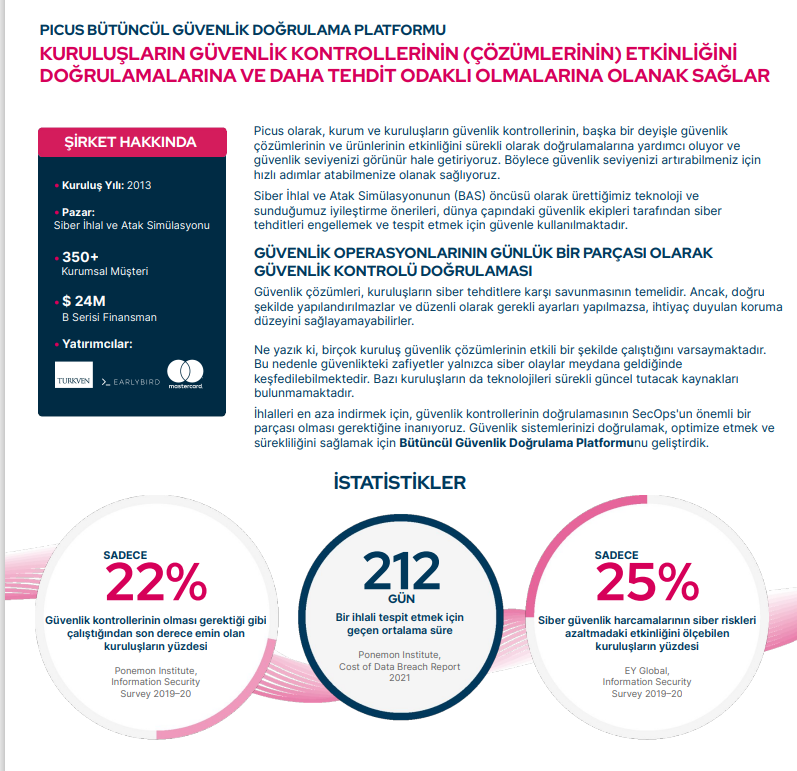 PICUS BÜTÜNCÜL GÜVENLİK DOĞRULAMA PLATFORMU
KURULUŞLARIN GÜVENLİK KONTROLLERİNİN (ÇÖZÜMLERİNİN) ETKİNLİĞİNİ
DOĞRULAMALARINA VE DAHA TEHDİT ODAKLI OLMALARINA OLANAK SAĞLAR
ŞİRKET HAKKINDA
• Kuruluş Yılı: 2013
• Pazar:
Siber İhlal ve Atak Simülasyonu
• 350+
Kurumsal Müşteri
• $ 24M
B Serisi Finansman
• Yatırımcılar:
TURKVEN
EARLYBIRD
mastercard
Picus olarak, kurum ve kuruluşların güvenlik kontrollerinin, başka bir deyişle güvenlik
çözümlerinin ve ürünlerinin etkinliğini sürekli olarak doğrulamalarına yardımcı oluyor ve
güvenlik seviyenizi görünür hale getiriyoruz. Böylece güvenlik seviyenizi artırabilmeniz için
hızlı adımlar atabilmenize olanak sağlıyoruz.
Siber İhlal ve Atak Simülasyonunun (BAS) öncüsü olarak ürettiğimiz teknoloji ve
sunduğumuz iyileştirme önerileri, dünya çapındaki güvenlik ekipleri tarafından siber
tehditleri engellemek ve tespit etmek için güvenle kullanılmaktadır.
GÜVENLİK OPERASYONLARININ GÜNLÜK BİR PARÇASI OLARAK
GÜVENLİK KONTROLÜ DOĞRULAMASI
Güvenlik çözümleri, kuruluşların siber tehditlere karşı savunmasının temelidir. Ancak, doğru
şekilde yapılandırılmazlar ve düzenli olarak gerekli ayarları yapılmazsa, ihtiyaç duyulan koruma
düzeyini sağlayamayabilirler.
Ne yazık ki, birçok kuruluş güvenlik çözümlerinin etkili bir şekilde çalıştığını varsaymaktadır.
Bu nedenle güvenlikteki zafiyetler yalnızca siber olaylar meydana geldiğinde
keşfedilebilmektedir. Bazı kuruluşların da teknolojileri sürekli güncel tutacak kaynakları
bulunmamaktadır.
İhlalleri en aza indirmek için, güvenlik kontrollerinin doğrulamasının SecOps'un önemli bir
parçası olması gerektiğine inanıyoruz. Güvenlik sistemlerinizi doğrulamak, optimize etmek ve
sürekliliğini sağlamak için Bütüncül Güvenlik Doğrulama Platformunu geliştirdik.
İSTATİSTİKLER
SADECE
22%
Güvenlik kontrollerinin olması gerektiği gibi
çalıştığından son derece emin olan
kuruluşların yüzdesi
Ponemon Institute,
Information Security
Survey 2019–20
212
GÜN
Bir ihlali tespit etmek için
geçen ortalama süre
Ponemon Institute,
Cost of Data Breach Report
2021
SADECE
25%
Siber güvenlik harcamalarının siber riskleri
azaltmadaki etkinliğini ölçebilen
kuruluşların yüzdesi
EY Global,
Information Security
Survey 2019–20